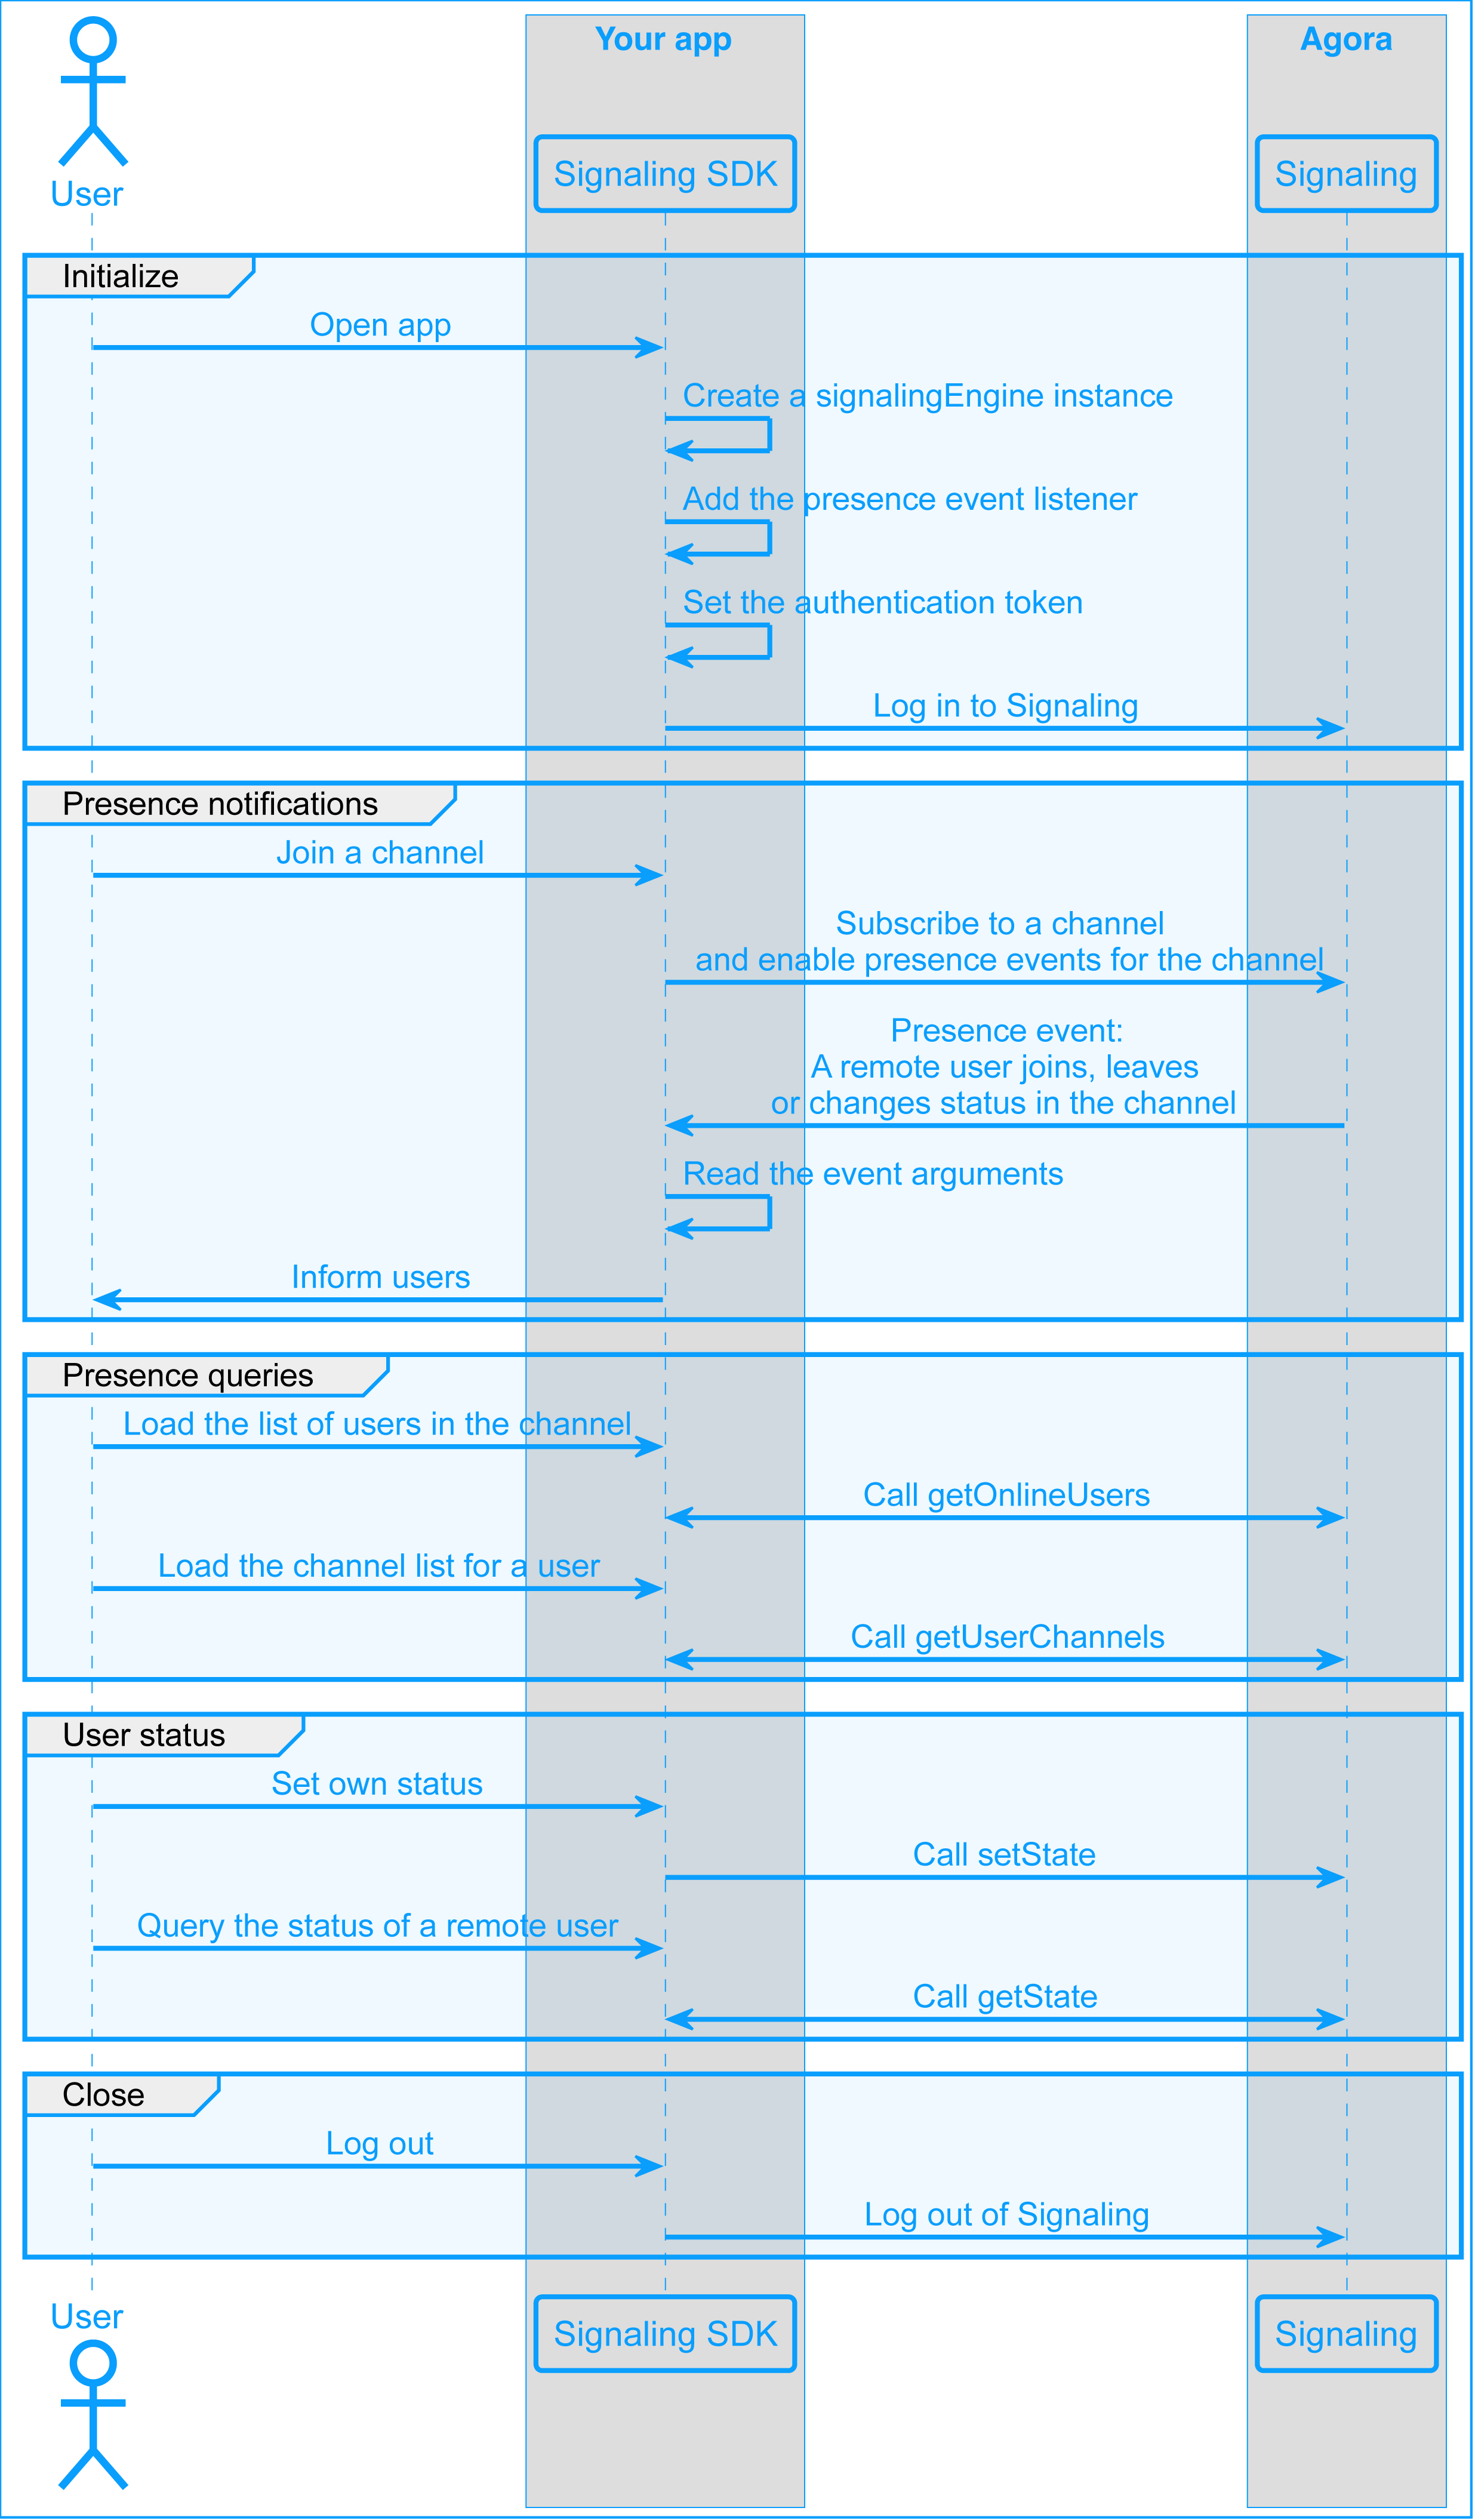 Your app
Agora
User
Signaling SDK
Signaling
Initialize
Open app
Create a signalingEngine instance
Add the presence event listener
Set the authentication token
Log in to Signaling
Presence notifications
Join a channel
Subscribe to a channel
and enable presence events for the channel
Presence event:
A remote user joins, leaves
or changes status in the channel
Read the event arguments
Inform users
Presence queries
Load the list of users in the channel
Call getOnlineUsers
Load the channel list for a user
Call getUserChannels
User status
Set own status
Call setState
Query the status of a remote user
Call getState
Close
Log out
Log out of Signaling
User
Signaling SDK
Signaling